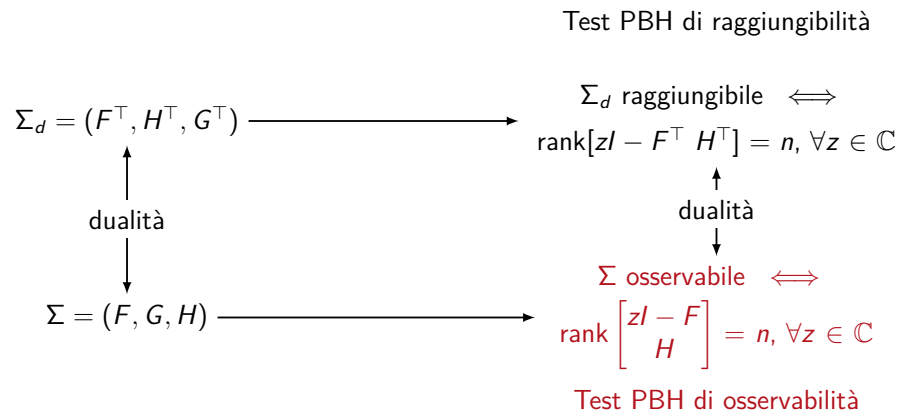 Test PBH di raggiungibilità
Σ_d raggiungibile ⟺
Σ_d = (F^⊤, H^⊤, G^⊤)
rank[zI − F^⊤ H^⊤] = n, ∀z ∈ ℂ
dualità
dualità
Σ osservabile ⟺
Σ = (F, G, H)
rank [zI − F
H] = n, ∀z ∈ ℂ
Test PBH di osservabilità